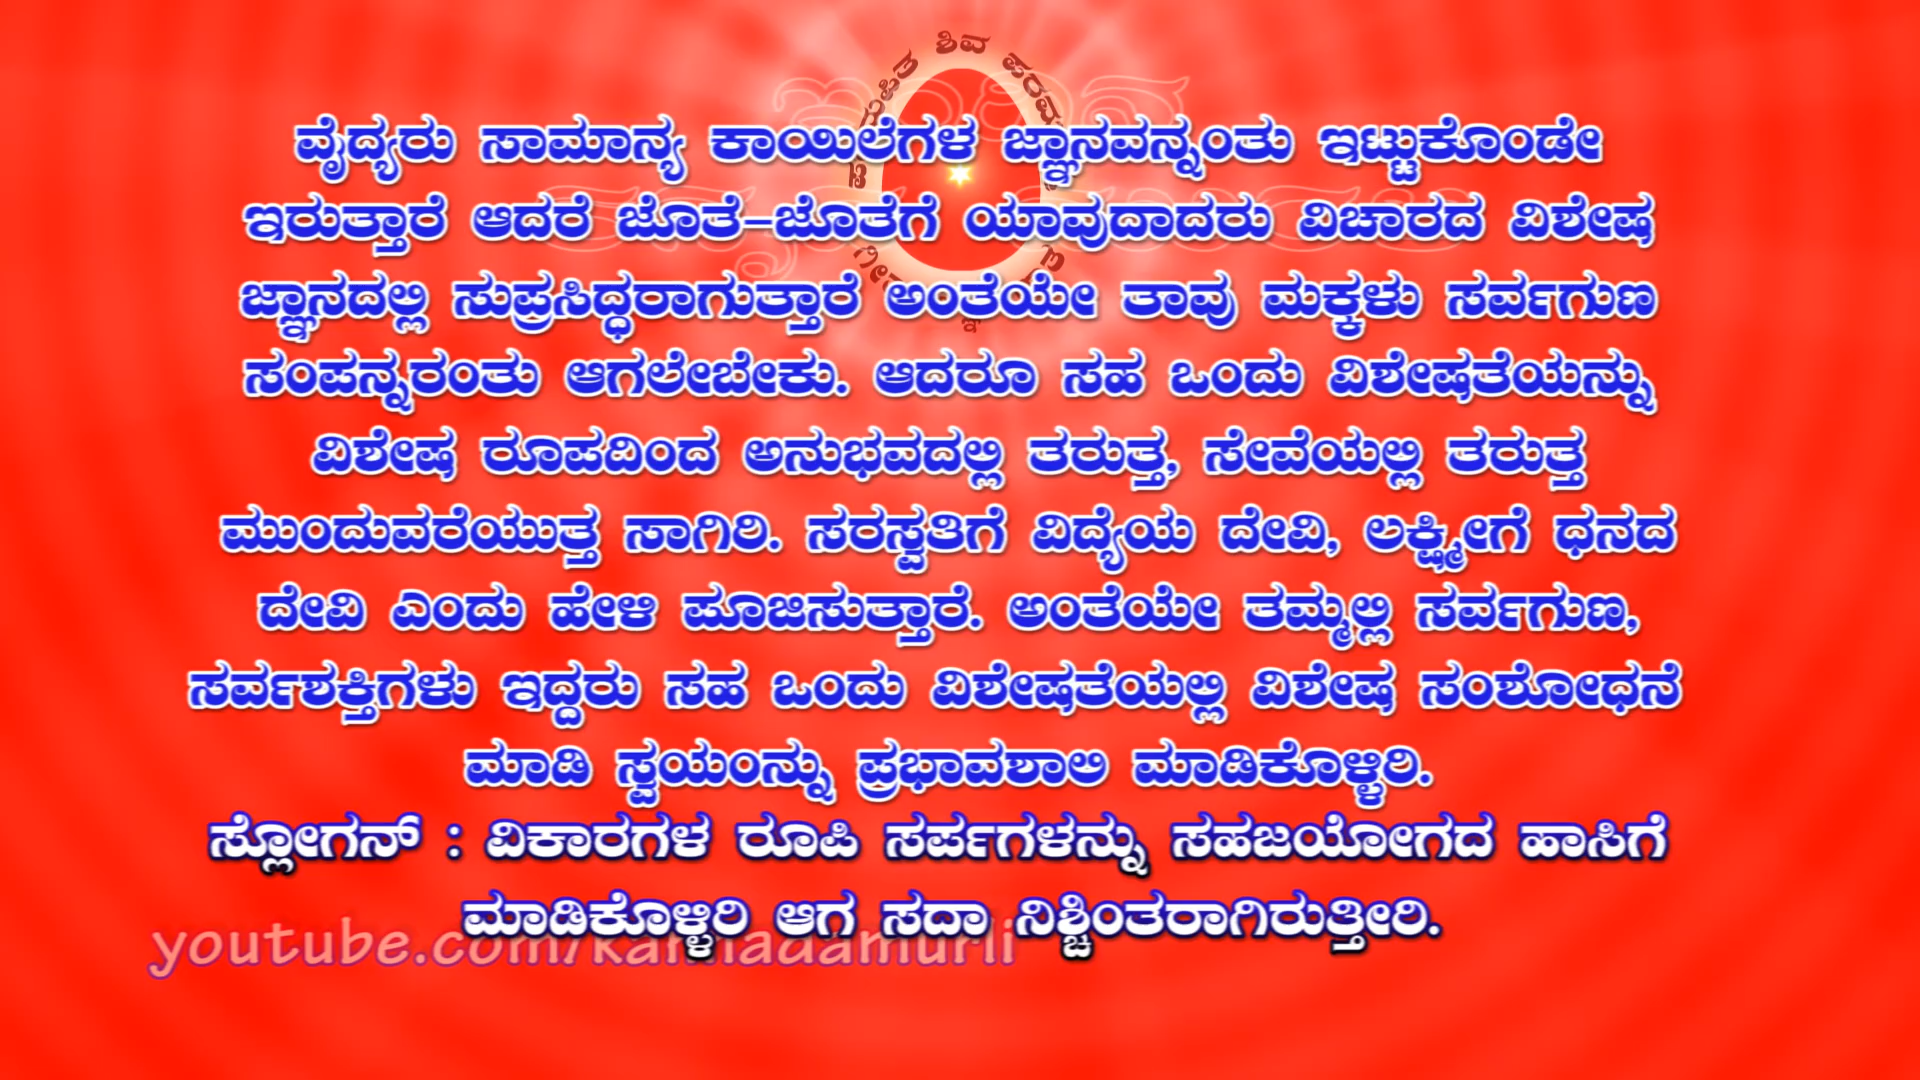 ವೈದ್ಯರು ಸಾಮಾನ್ಯ ಕಾಯಿಲೆಗಳ ಜ್ಞಾನವನ್ನಂತು ಇಟ್ಟುಕೊಂಡೇ
ಇರುತ್ತಾರೆ ಆದರೆ ಜೊತೆ-ಜೊತೆಗೆ ಯಾವುದಾದರು ವಿಚಾರದ ವಿಶೇಷ
ಜ್ಞಾನದಲ್ಲಿ ಸುಪ್ರಸಿದ್ಧರಾಗುತ್ತಾರೆ ಅಂತೆಯೇ ತಾವು ಮಕ್ಕಳು ಸರ್ವಗುಣ
ಸಂಪನ್ನರಂತು ಆಗಲೇಬೇಕು. ಆದರೂ ಸಹ ಒಂದು ವಿಶೇಷತೆಯನ್ನು
ವಿಶೇಷ ರೂಪದಿಂದ ಅನುಭವದಲ್ಲಿ ತರುತ್ತ, ಸೇವೆಯಲ್ಲಿ ತರುತ್ತ
ಮುಂದುವರೆಯುತ್ತ ಸಾಗಿರಿ. ಸರಸ್ವತಿಗೆ ವಿದ್ಯೆಯ ದೇವಿ, ಲಕ್ಷ್ಮೀಗೆ ಧನದ
ದೇವಿ ಎಂದು ಹೇಳಿ ಪೂಜಿಸುತ್ತಾರೆ. ಅಂತೆಯೇ ತಮ್ಮಲ್ಲಿ ಸರ್ವಗುಣ,
ಸರ್ವಶಕ್ತಿಗಳು ಇದ್ದರು ಸಹ ಒಂದು ವಿಶೇಷತೆಯಲ್ಲಿ ವಿಶೇಷ ಸಂಶೋಧನೆ
ಮಾಡಿ ಸ್ವಯಂನ್ನು ಪ್ರಭಾವಶಾಲಿ ಮಾಡಿಕೊಳ್ಳಿರಿ.
ಸ್ಲೋಗನ್ : ವಿಕಾರಗಳ ರೂಪಿ ಸರ್ಪಗಳನ್ನು ಸಹಜಯೋಗದ ಹಾಸಿಗೆ
ಮಾಡಿಕೊಳ್ಳಿರಿ ಆಗ ಸದಾ ನಿಶ್ಚಿಂತರಾಗಿರುತ್ತೀರಿ.
youtube.com/kannadamurli
ಶಿವ